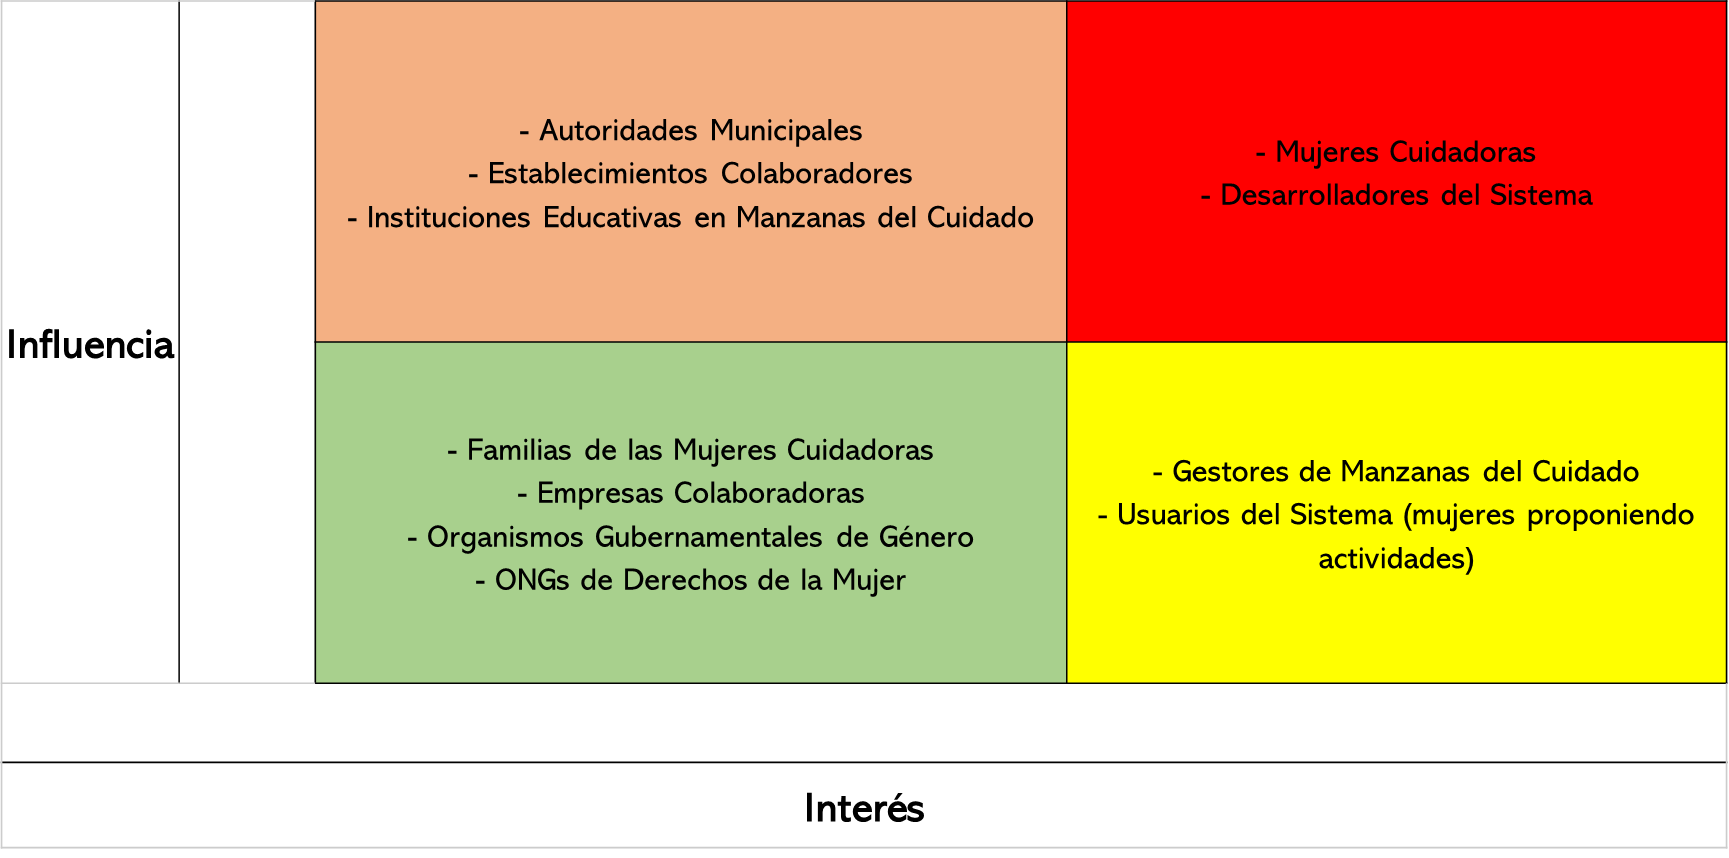 - Autoridades Municipales
- Establecimientos Colaboradores
- Instituciones Educativas en Manzanas del Cuidado
- Mujeres Cuidadoras
- Desarrolladores del Sistema
Influencia
- Familias de las Mujeres Cuidadoras
- Empresas Colaboradoras
- Organismos Gubernamentales de Género
- ONGs de Derechos de la Mujer
- Gestores de Manzanas del Cuidado
- Usuarios del Sistema (mujeres proponiendo
actividades)
Interés